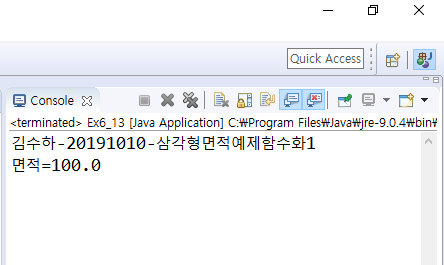 Quick Access
Console
<terminated> Ex6_13 [Java Application] C:₩Program Files₩Java₩jre-9.0.4₩bin₩
김수하-20191010-삼각형면적예제함수화1
면적=100.0